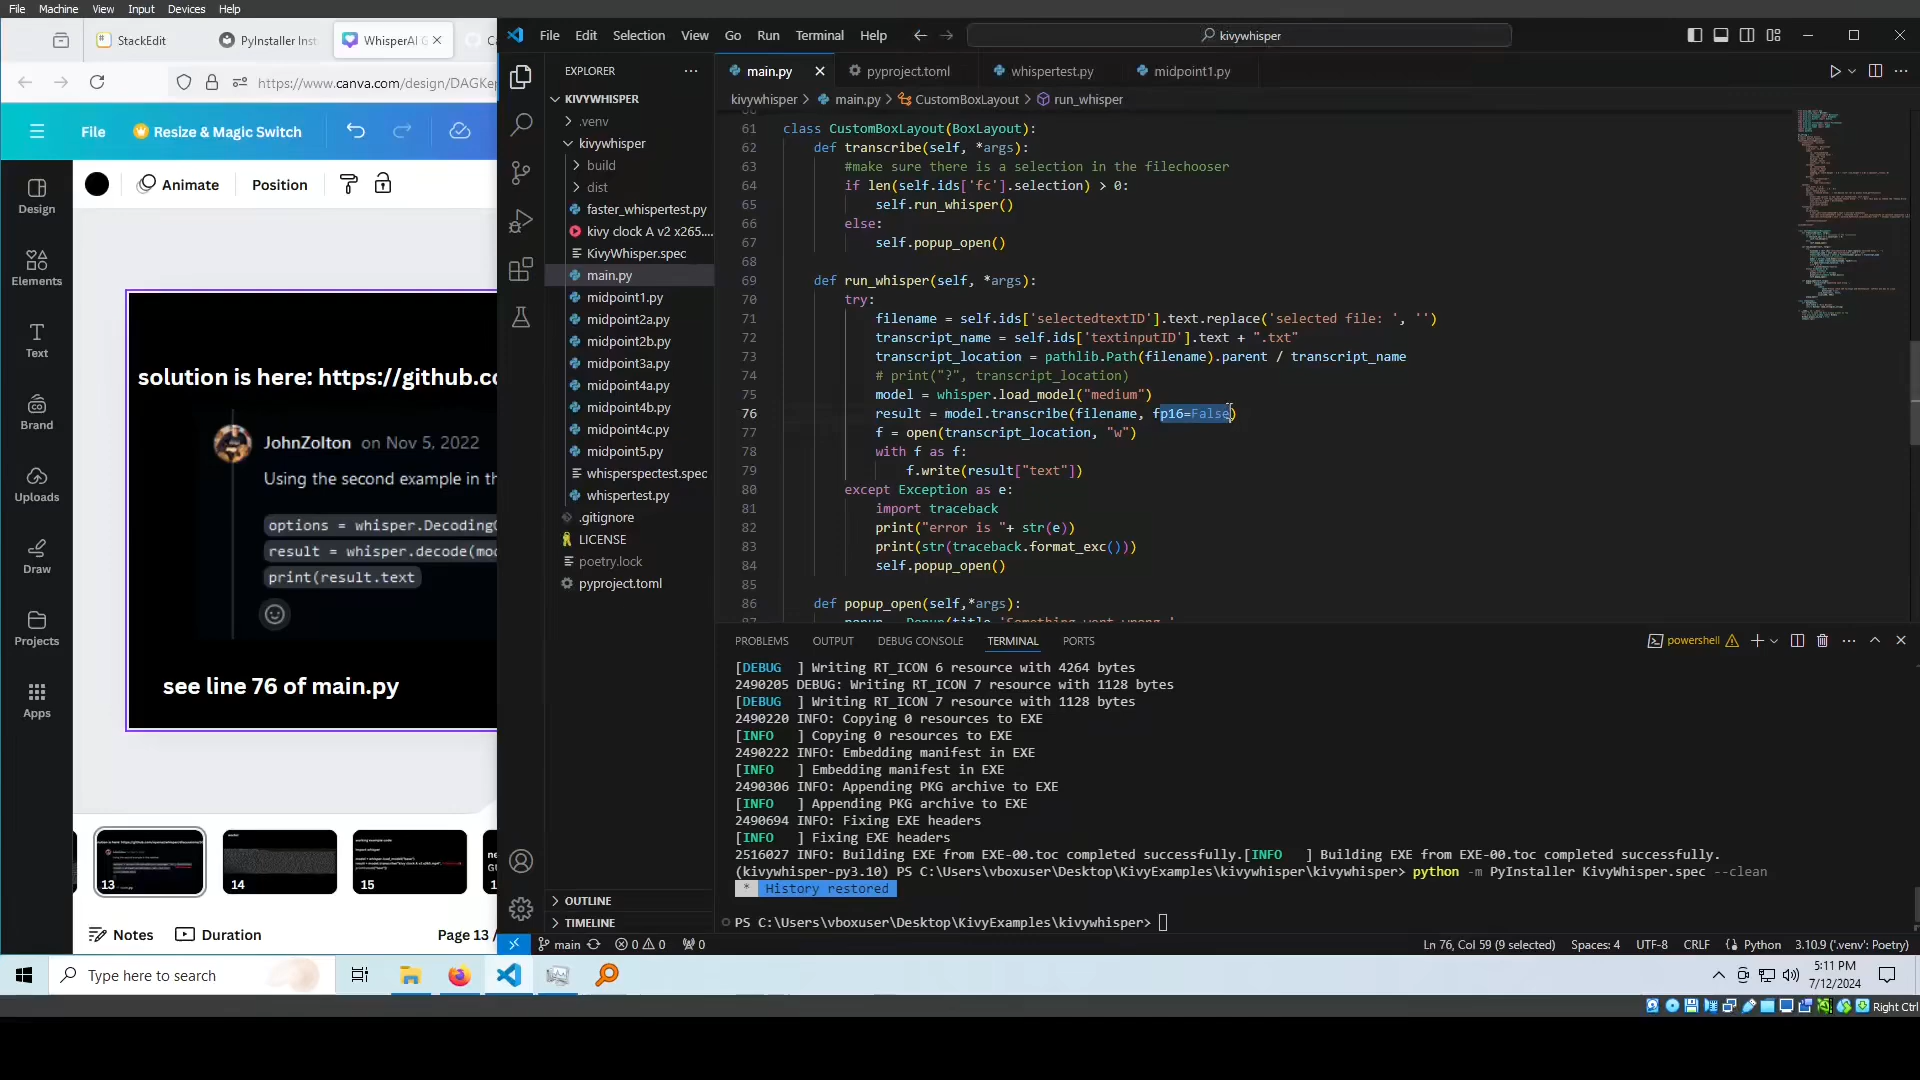 File Machine View Input Devices Help
StackEdit
PyInstaller Inst
WhisperAI G
https://www.canva.com/design/DAGKe
File
Resize & Magic Switch
Animate
Position
Design
Elements
Text
Brand
Uploads
Draw
Projects
Apps
solution is here: https://github.co
JohnZolton on Nov 5, 2022
Using the second example in th
options = whisper.Decoding
result = whisper.decode(mod
print(result.text
see line 76 of main.py
13
14
15
Notes
Duration
Page 13 /
File Edit Selection View Go Run Terminal Help
kivywhisper
EXPLORER
KIVYWHISPER
.venv
kivywhisper
build
dist
faster_whispertest.py
kivy clock A v2 x265....
KivyWhisper.spec
main.py
midpoint1.py
midpoint2a.py
midpoint2b.py
midpoint3a.py
midpoint4a.py
midpoint4b.py
midpoint4c.py
midpoint5.py
whisperspectest.spec
whispertest.py
.gitignore
LICENSE
poetry.lock
pyproject.toml
OUTLINE
TIMELINE
main.py
pyproject.toml
whispertest.py
midpoint1.py
kivywhisper > main.py > CustomBoxLayout > run_whisper
61 class CustomBoxLayout(BoxLayout):
62 def transcribe(self, *args):
63 #make sure there is a selection in the filechooser
64 if len(self.ids['fc'].selection) > 0:
65 self.run_whisper()
66 else:
67 self.popup_open()
68
69 def run_whisper(self, *args):
70 try:
71 filename = self.ids['selectedtextID'].text.replace('selected file: ', '')
72 transcript_name = self.ids['textinputID'].text + ".txt"
73 transcript_location = pathlib.Path(filename).parent / transcript_name
74 # print("?", transcript_location)
75 model = whisper.load_model("medium")
76 result = model.transcribe(filename, fp16=False)
77 f = open(transcript_location, "w")
78 with f as f:
79 f.write(result["text"])
80 except Exception as e:
81 import traceback
82 print("error is "+ str(e))
83 print(str(traceback.format_exc()))
84 self.popup_open()
85
86 def popup_open(self,*args):
PROBLEMS OUTPUT DEBUG CONSOLE TERMINAL PORTS
powershell
[DEBUG ] Writing RT_ICON 6 resource with 4264 bytes
2490205 DEBUG: Writing RT_ICON 7 resource with 1128 bytes
[DEBUG ] Writing RT_ICON 7 resource with 1128 bytes
2490220 INFO: Copying 0 resources to EXE
[INFO ] Copying 0 resources to EXE
2490222 INFO: Embedding manifest in EXE
[INFO ] Embedding manifest in EXE
2490306 INFO: Appending PKG archive to EXE
[INFO ] Appending PKG archive to EXE
2490694 INFO: Fixing EXE headers
[INFO ] Fixing EXE headers
2516027 INFO: Building EXE from EXE-00.toc completed successfully.[INFO ] Building EXE from EXE-00.toc completed successfully.
(kivywhisper-py3.10) PS C:\Users\vboxuser\Desktop\KivyExamples\kivywhisper\kivywhisper> python -m PyInstaller KivyWhisper.spec --clean
* History restored
PS C:\Users\vboxuser\Desktop\KivyExamples\kivywhisper>
main
0 0
0
Ln 76, Col 59 (9 selected)
Spaces: 4
UTF-8
CRLF
Python
3.10.9 ('.venv': Poetry)
Type here to search
5:11 PM
7/12/2024
Right Ctrl